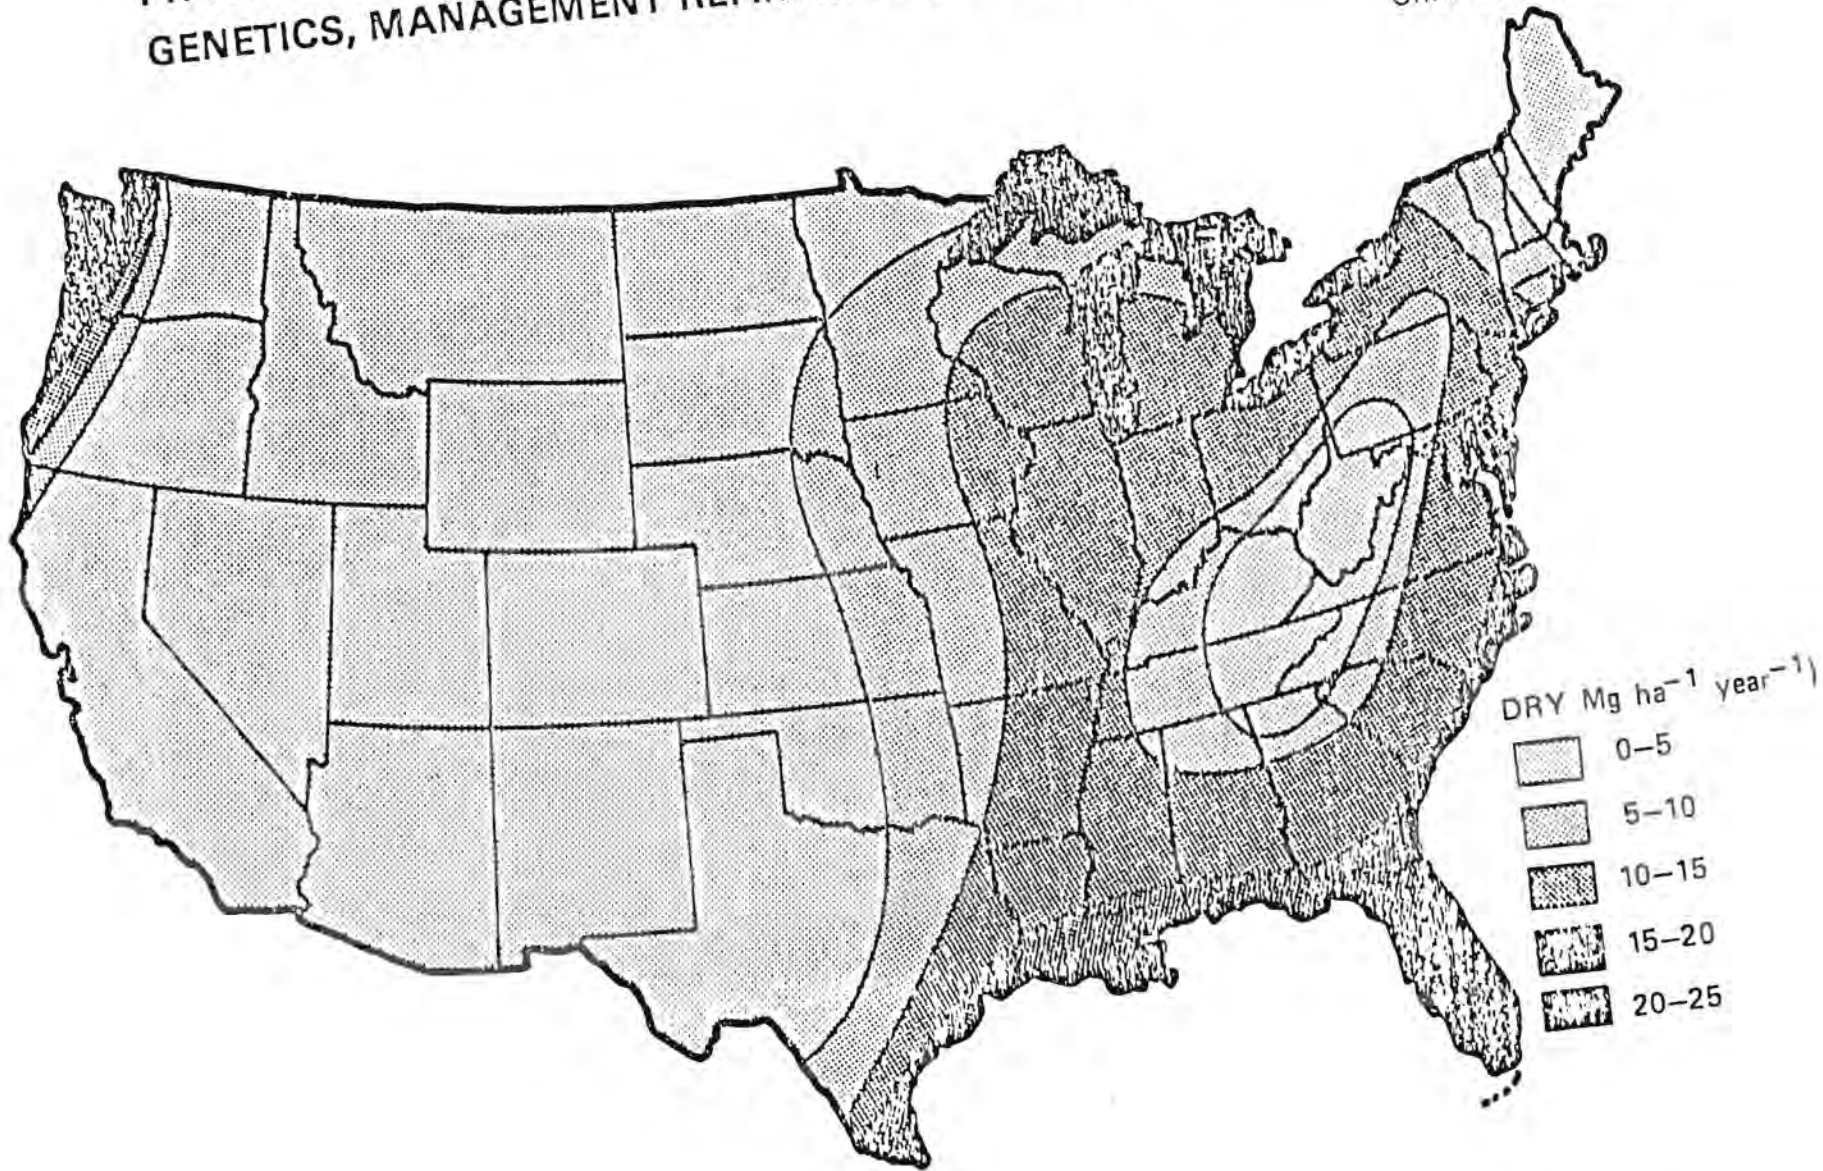 GENETICS, MANAGEMENT
DRY Mg ha⁻¹ year⁻¹)
0–5
5–10
10–15
15–20
20–25